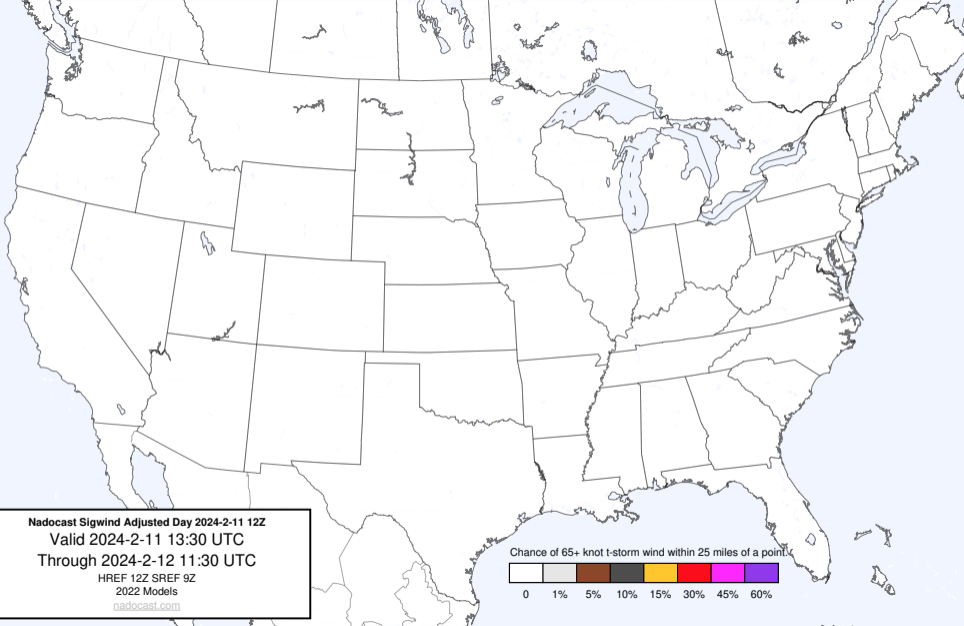 Nadocast Sigwind Adjusted Day 2024-2-11 12Z
Valid 2024-2-11 13:30 UTC
Through 2024-2-12 11:30 UTC
HREF 12Z SREF 9Z
2022 Models
nadocast.com
Chance of 65+ knot t-storm wind within 25 miles of a point.
0 1% 5% 10% 15% 30% 45% 60%